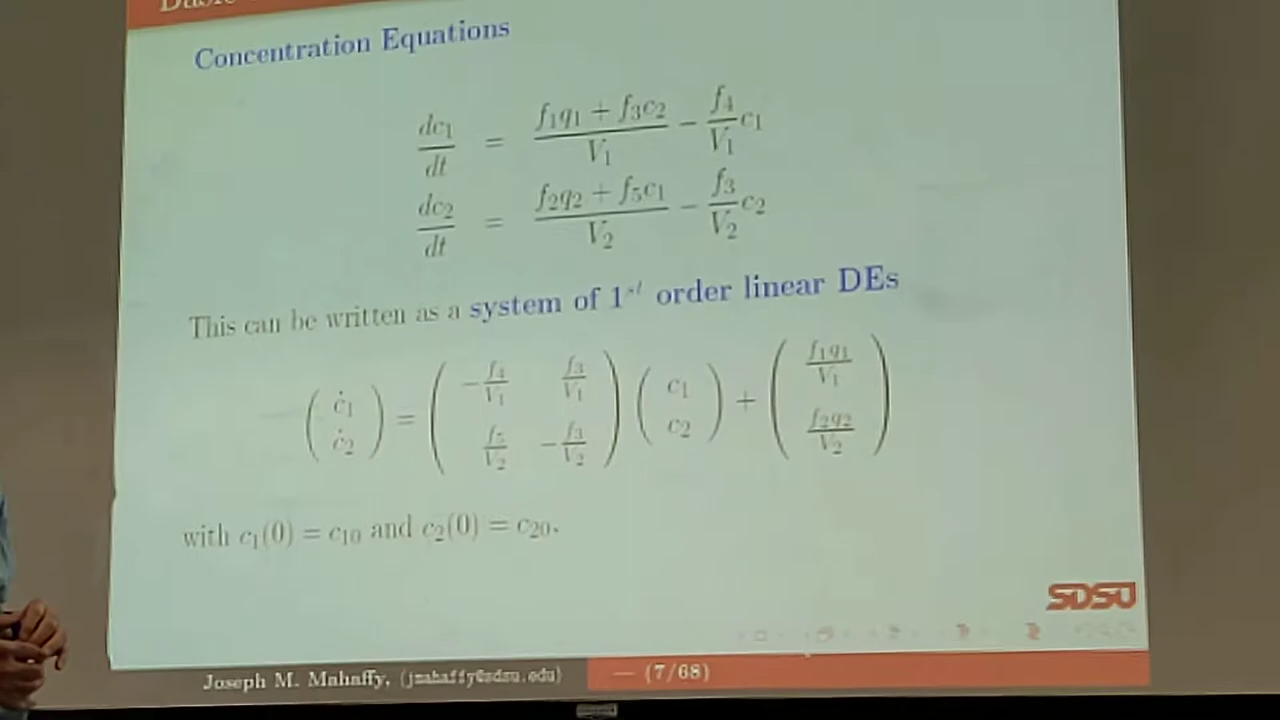 Concentration Equations
dc₁/dt = (f₁q₁ + f₃c₂)/V₁ − (f₄/V₁)c₁
dc₂/dt = (f₂q₂ + f₅c₁)/V₂ − (f₃/V₂)c₂
This can be written as a system of 1ˢᵗ order linear DEs
( ċ₁ ; ċ₂ ) = ( −f₄/V₁  f₃/V₁ ; f₅/V₂  −f₃/V₂ ) ( c₁ ; c₂ ) + ( f₁q₁/V₁ ; f₂q₂/V₂ )
with c₁(0) = c₁₀ and c₂(0) = c₂₀.
SDSU
Joseph M. Mahaffy, (jmahaffy@sdsu.edu) — (7/68)